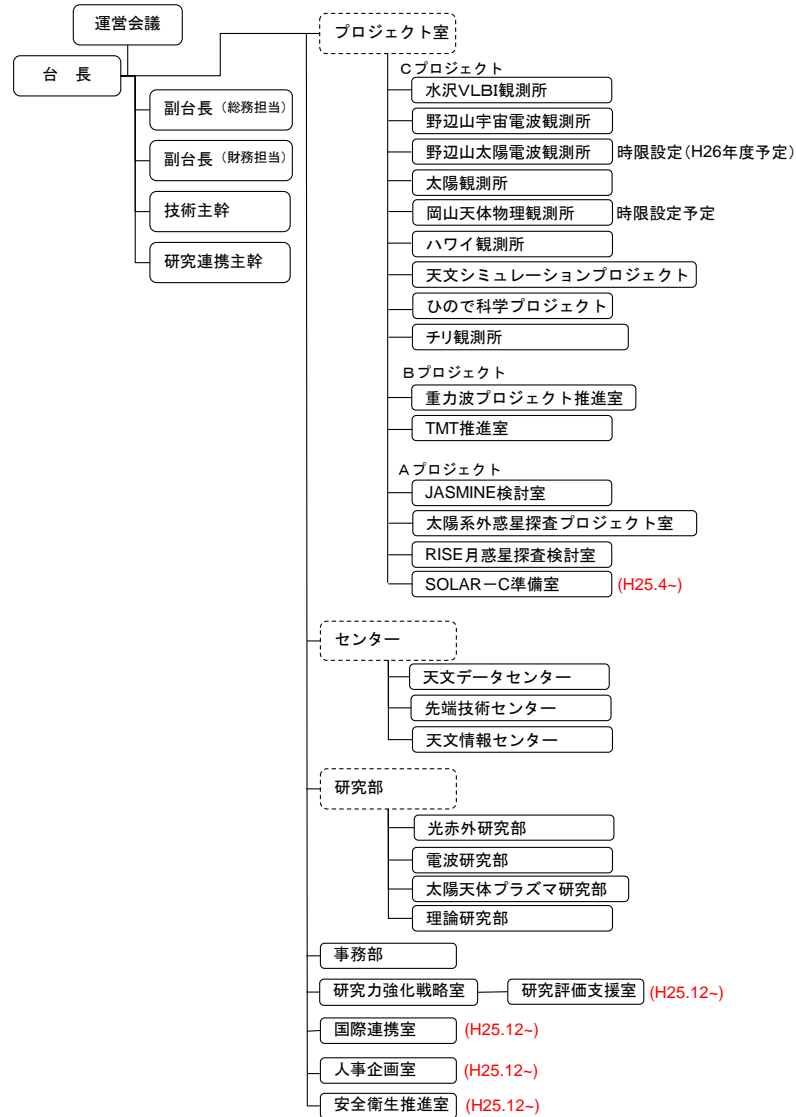 運営会議
台　長
副台長（総務担当）
副台長（財務担当）
技術主幹
研究連携主幹
プロジェクト室
Ｃプロジェクト
水沢VLBI観測所
野辺山宇宙電波観測所
野辺山太陽電波観測所 時限設定（H26年度予定）
太陽観測所
岡山天体物理観測所 時限設定予定
ハワイ観測所
天文シミュレーションプロジェクト
ひので科学プロジェクト
チリ観測所
Ｂプロジェクト
重力波プロジェクト推進室
TMT推進室
Ａプロジェクト
JASMINE検討室
太陽系外惑星探査プロジェクト室
RISE月惑星探査検討室
SOLAR－C準備室 (H25.4~)
センター
天文データセンター
先端技術センター
天文情報センター
研究部
光赤外研究部
電波研究部
太陽天体プラズマ研究部
理論研究部
事務部
研究力強化戦略室 研究評価支援室 (H25.12~)
国際連携室 (H25.12~)
人事企画室 (H25.12~)
安全衛生推進室 (H25.12~)